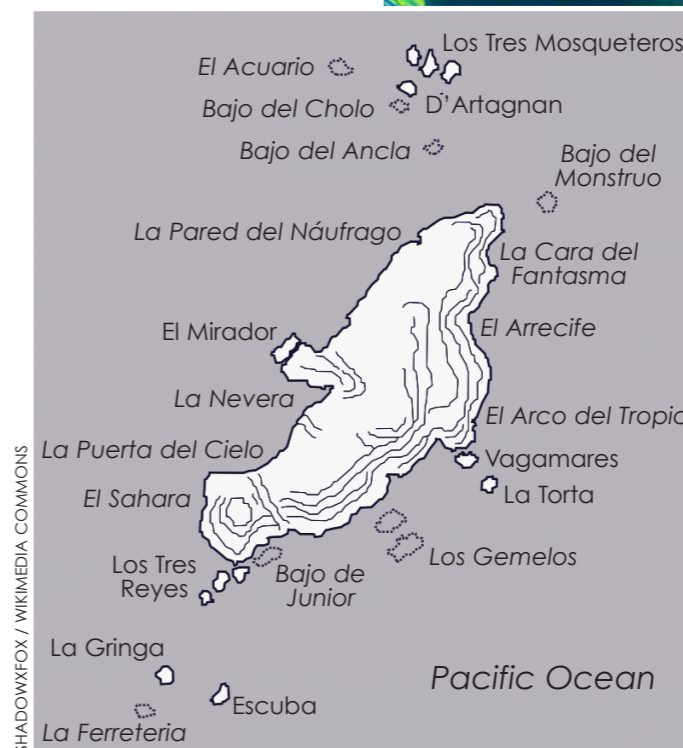 Los Tres Mosqueteros
El Acuario
Bajo del Cholo
D'Artagnan
Bajo del Ancla
Bajo del
Monstruo
La Pared del Náufrago
La Cara del
Fantasma
El Mirador
El Arrecife
La Nevera
El Arco del Tropic
La Puerta del Cielo
Vagamares
El Sahara
La Torta
Los Gemelos
Los Tres
Reyes
Bajo de
Junior
La Gringa
Pacific Ocean
Escuba
La Ferreteria
SHADOWXFOX / WIKIMEDIA COMMONS